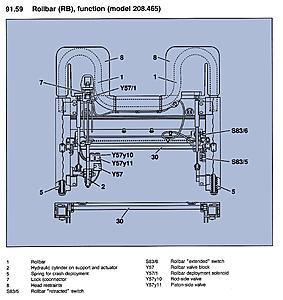 91.59 Rollbar (RB), function (model 208.465)
8
8
1
1
7
Y57/1
S83/6
30
Y57y10
Y57y11
Y57
S83/5
5
2
5
30
1 Rollbar
2 Hydraulic cylinder on support and actuator
5 Spring for crash deployment
7 Lock
8 Head restraints
S83/5 Rollbar "retracted" switch
S83/6 Rollbar "extended" switch
Y57 Rollbar valve block
Y57/1 Rollbar deployment solenoid
Y57y10 Rod-side valve
Y57y11 Piston-side valve